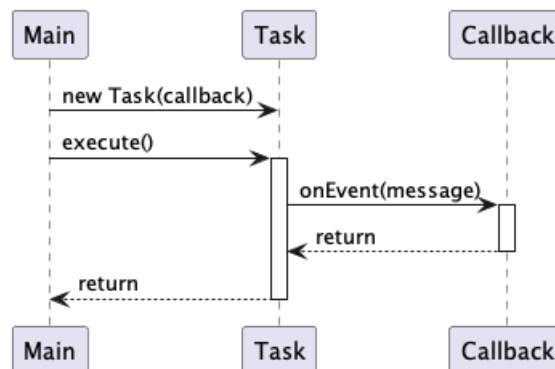 Main Task Callback
new Task(callback)
execute()
onEvent(message)
return
return
Main Task Callback